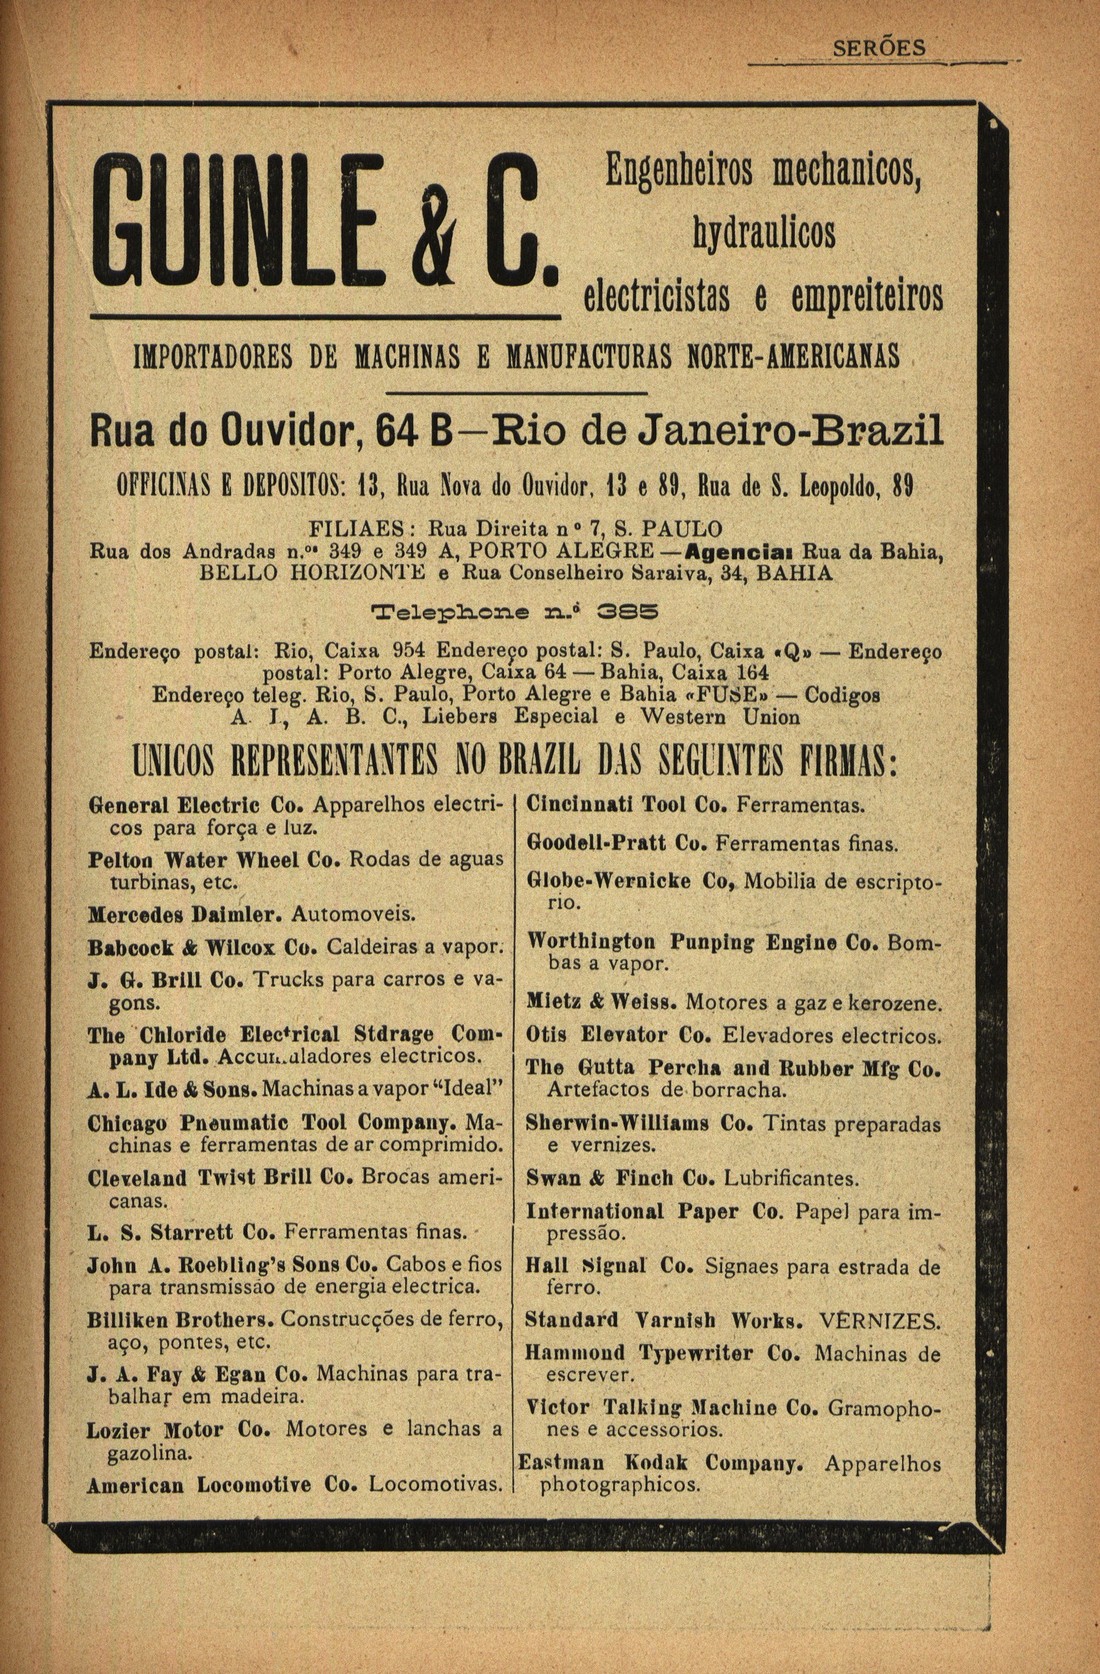 SERÕES
GUINLE & C.
Engenheiros mechanicos,
hydraulicos
electricistas e empreiteiros
IMPORTADORES DE MACHINAS E MANUFACTURAS NORTE-AMERICANAS
Rua do Ouvidor, 64 B—Rio de Janeiro-Brazil
OFFICINAS E DEPOSITOS: 13, Rua Nova do Ouvidor, 13 e 89, Rua de S. Leopoldo, 89
FILIAES: Rua Direita nº 7, S. PAULO
Rua dos Andradas n.ºˢ 349 e 349 A, PORTO ALEGRE—Agencia: Rua da Bahia,
BELLO HORIZONTE e Rua Conselheiro Saraiva, 34, BAHIA
Telephone n.º 385
Endereço postal: Rio, Caixa 954 Endereço postal: S. Paulo, Caixa «Q» — Endereço
postal: Porto Alegre, Caixa 64 — Bahia, Caixa 164
Endereço teleg. Rio, S. Paulo, Porto Alegre e Bahia «FUSE» — Codigos
A. I., A. B. C., Liebers Especial e Western Union
UNICOS REPRESENTANTES NO BRAZIL DAS SEGUINTES FIRMAS:
General Electric Co. Apparelhos electri-
cos para força e luz.
Pelton Water Wheel Co. Rodas de aguas
turbinas, etc.
Mercedes Daimler. Automoveis.
Babcock & Wilcox Co. Caldeiras a vapor.
J. G. Brill Co. Trucks para carros e va-
gons.
The Chloride Electrical Stdrage Com-
pany Ltd. Accumuladores electricos.
A. L. Ide & Sons. Machinas a vapor "Ideal"
Chicago Pneumatic Tool Company. Ma-
chinas e ferramentas de ar comprimido.
Cleveland Twist Brill Co. Brocas ameri-
canas.
L. S. Starrett Co. Ferramentas finas.
John A. Roebling's Sons Co. Cabos e fios
para transmissão de energia electrica.
Billiken Brothers. Construcções de ferro,
aço, pontes, etc.
J. A. Fay & Egan Co. Machinas para tra-
balhar em madeira.
Lozier Motor Co. Motores e lanchas a
gazolina.
American Locomotive Co. Locomotivas.
Cincinnati Tool Co. Ferramentas.
Goodell-Pratt Co. Ferramentas finas.
Globe-Wernicke Co, Mobilia de escripto-
rio.
Worthington Punping Engine Co. Bom-
bas a vapor.
Mietz & Weiss. Motores a gaz e kerozene.
Otis Elevator Co. Elevadores electricos.
The Gutta Percha and Rubber Mfg Co.
Artefactos de borracha.
Sherwin-Williams Co. Tintas preparadas
e vernizes.
Swan & Finch Co. Lubrificantes.
International Paper Co. Papel para im-
pressão.
Hall Signal Co. Signaes para estrada de
ferro.
Standard Varnish Works. VERNIZES.
Hammond Typewriter Co. Machinas de
escrever.
Victor Talking Machine Co. Gramopho-
nes e accessorios.
Eastman Kodak Company. Apparelhos
photographicos.